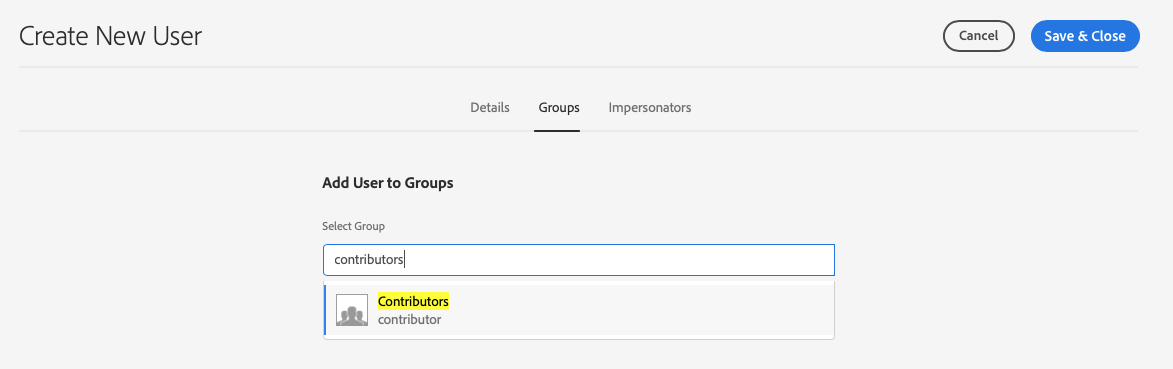 Create New User
Cancel
Save & Close
Details
Groups
Impersonators
Add User to Groups
Select Group
contributors
Contributors
contributor